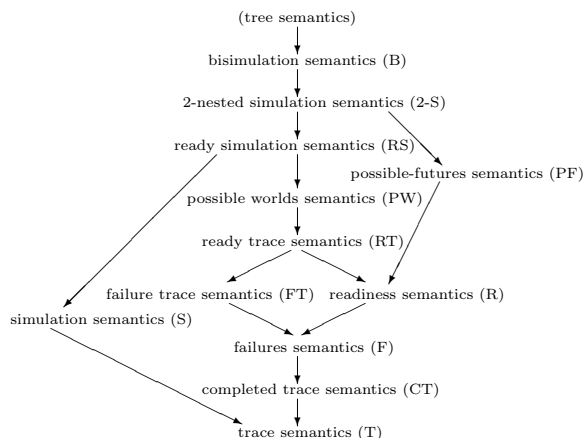 (tree semantics)
bisimulation semantics (B)
2-nested simulation semantics (2-S)
ready simulation semantics (RS)
possible-futures semantics (PF)
possible worlds semantics (PW)
ready trace semantics (RT)
failure trace semantics (FT) readiness semantics (R)
simulation semantics (S)
failures semantics (F)
completed trace semantics (CT)
trace semantics (T)